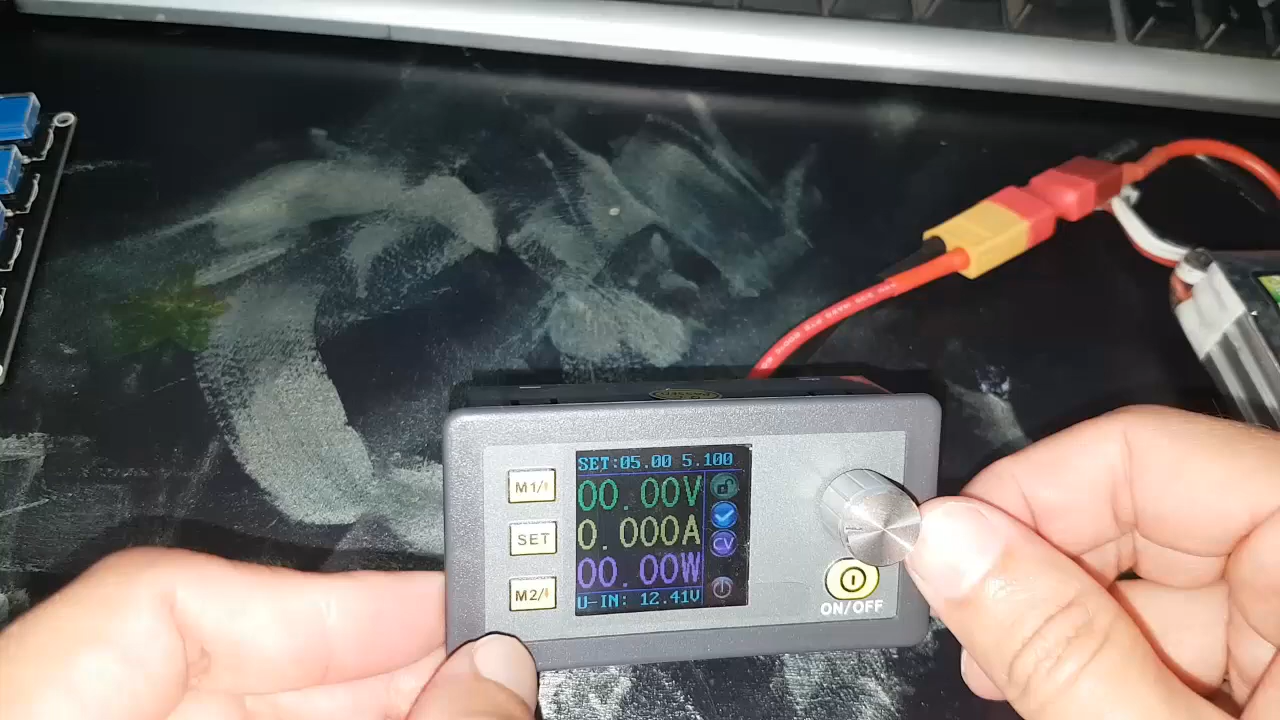 SET:05.00 5.100
M1/
00.00V
SET
0.000A
CV
M2/
00.00W
U-IN: 12.41V
ON/OFF